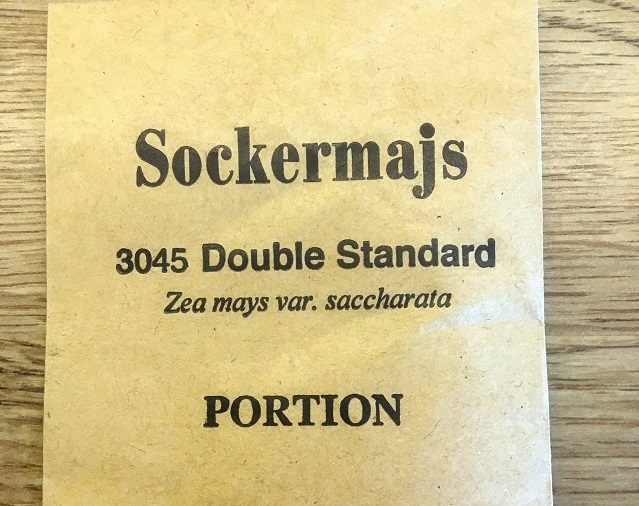 Sockermajs
3045 Double Standard
Zea mays var. saccharata
PORTION